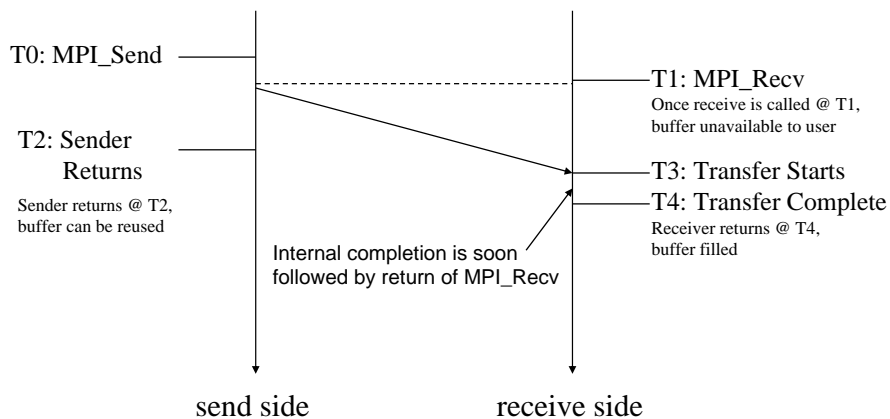 T0: MPI_Send
T1: MPI_Recv
Once receive is called @ T1,
buffer unavailable to user
T2: Sender
Returns
Sender returns @ T2,
buffer can be reused
T3: Transfer Starts
T4: Transfer Complete
Receiver returns @ T4,
buffer filled
Internal completion is soon
followed by return of MPI_Recv
send side
receive side